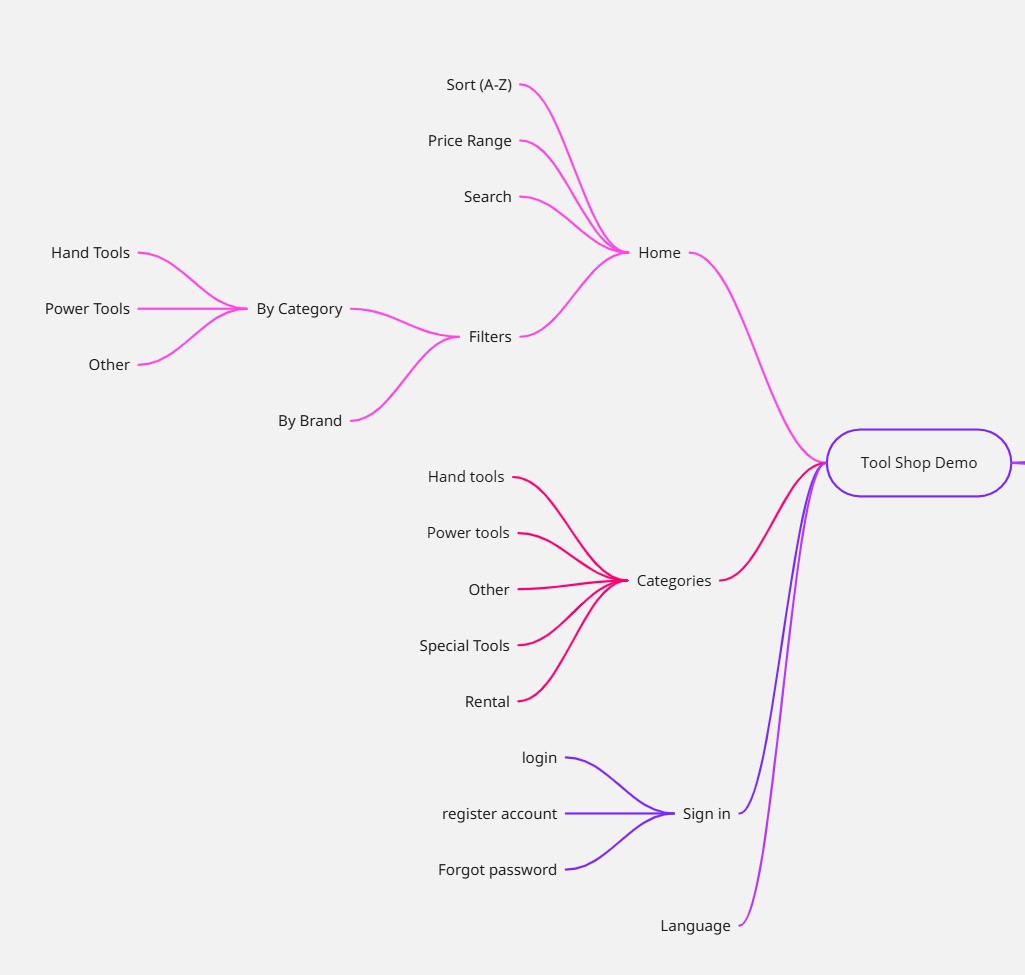 Sort (A-Z)
Price Range
Search
Home
Hand Tools
Power Tools
By Category
Other
Filters
By Brand
Tool Shop Demo
Hand tools
Power tools
Other
Categories
Special Tools
Rental
login
register account
Sign in
Forgot password
Language